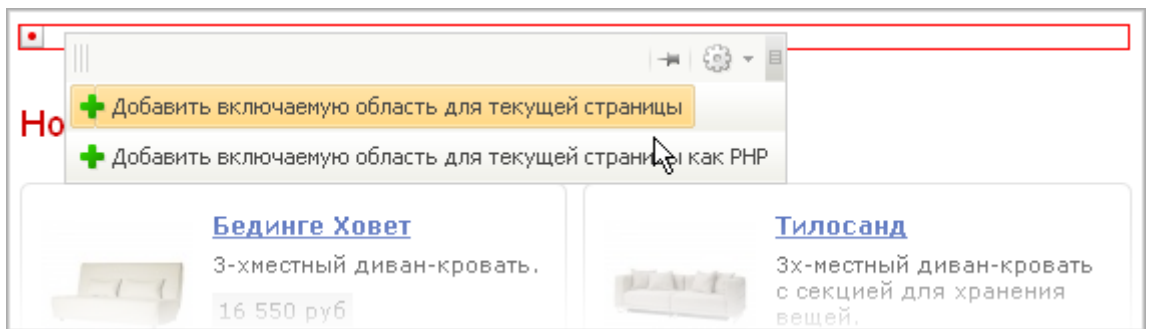 Добавить включаемую область для текущей страницы
Но
Добавить включаемую область для текущей страницы как PHP
Бединге Ховет
3-хместный диван-кровать.
16 550 руб
Тилосанд
3х-местный диван-кровать
с секцией для хранения
вещей.